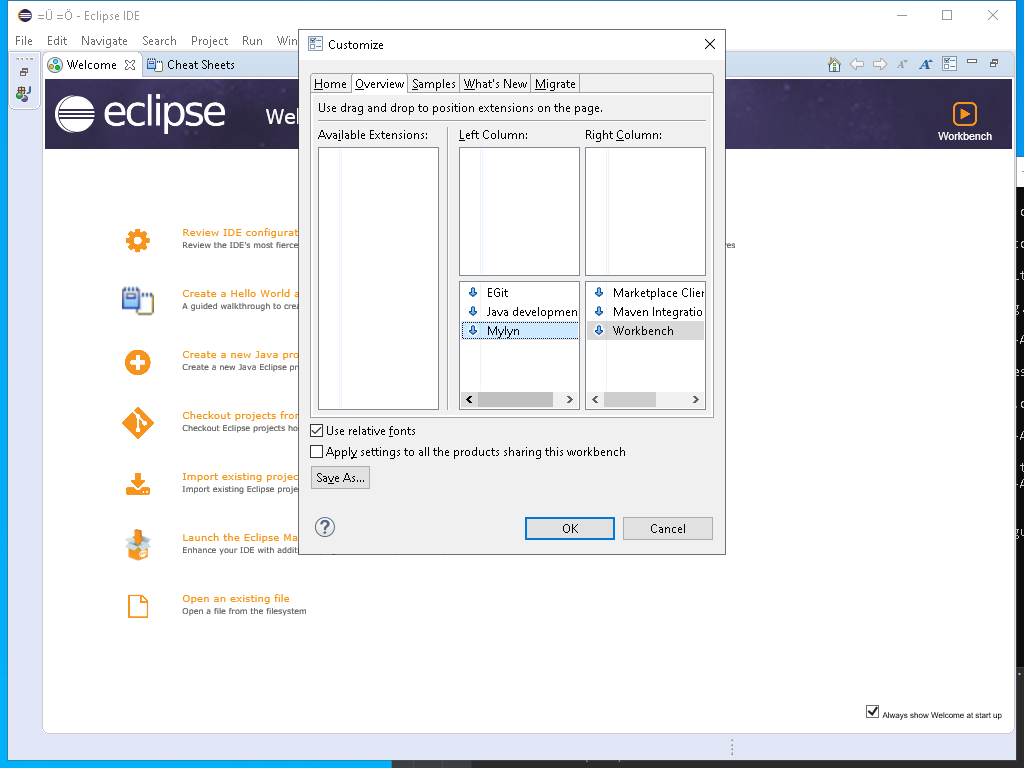 =Ü =Ö - Eclipse IDE
File Edit Navigate Search Project Run Win
Welcome Cheat Sheets
eclipse Wel
Workbench
Customize
Home Overview Samples What's New Migrate
Use drag and drop to position extensions on the page.
Available Extensions: Left Column: Right Column:
EGit Marketplace Clier
Java developmen Maven Integratio
Mylyn Workbench
Use relative fonts
Apply settings to all the products sharing this workbench
Save As...
OK Cancel
Review IDE configurat
Review the IDE's most fierce
Create a Hello World a
A guided walkthrough to crea
Create a new Java pro
Create a new Java Eclipse pr
Checkout projects fron
Checkout Eclipse projects ho
Import existing projec
Import existing Eclipse proje
Launch the Eclipse Ma
Enhance your IDE with addit
Open an existing file
Open a file from the filesystem
Always show Welcome at start up